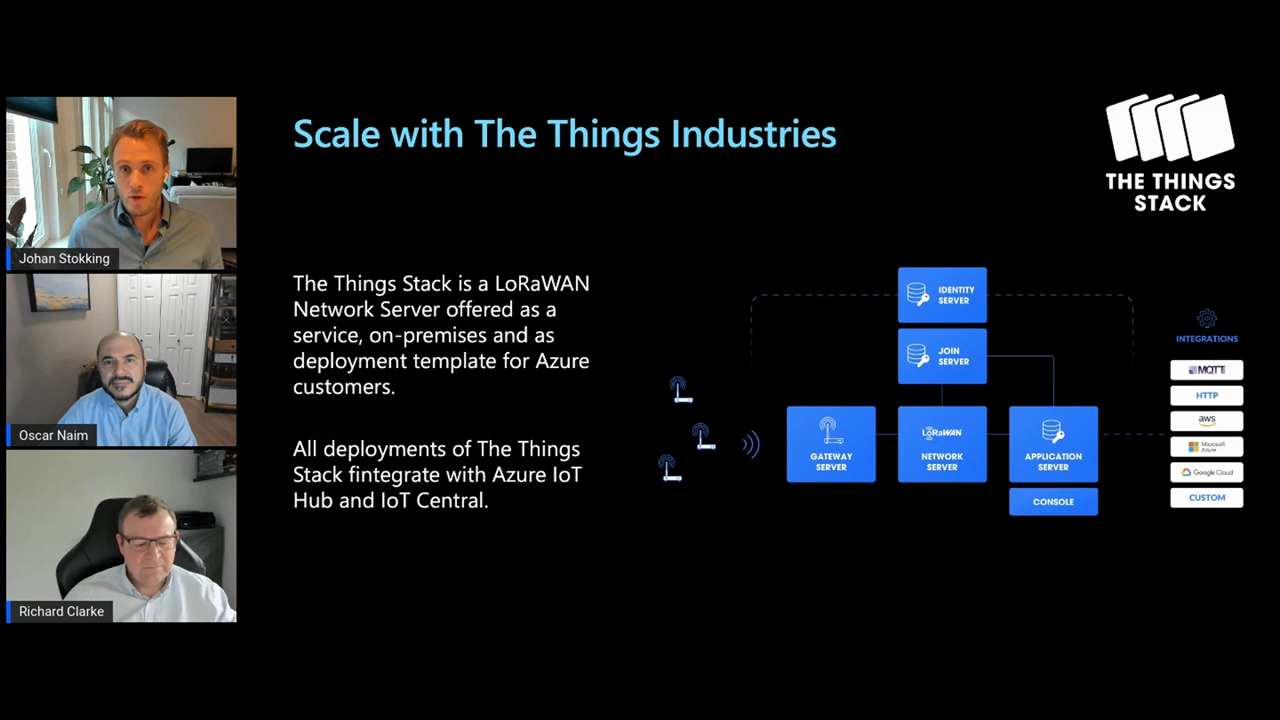 Johan Stokking
Oscar Naim
Richard Clarke
Scale with The Things Industries
The Things Stack is a LoRaWAN
Network Server offered as a
service, on-premises and as
deployment template for Azure
customers.
All deployments of The Things
Stack fintegrate with Azure IoT
Hub and IoT Central.
THE THINGS
STACK
IDENTITY
SERVER
JOIN
SERVER
GATEWAY
SERVER
LoRaWAN
NETWORK
SERVER
APPLICATION
SERVER
CONSOLE
INTEGRATIONS
MQTT
HTTP
aws
Microsoft
Azure
Google Cloud
CUSTOM